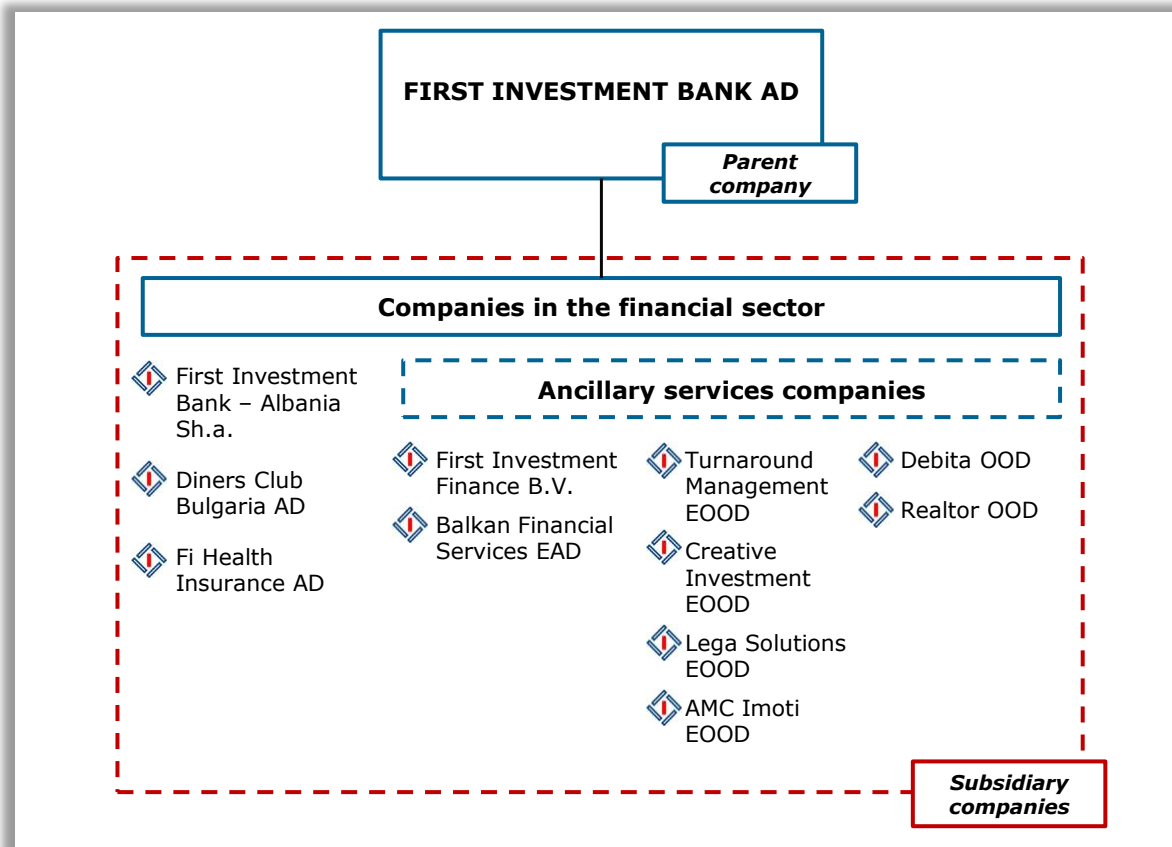 FIRST INVESTMENT BANK AD
Parent
company
Companies in the financial sector
First Investment
Bank – Albania
Sh.a.
Diners Club
Bulgaria AD
Fi Health
Insurance AD
Ancillary services companies
First Investment
Finance B.V.
Balkan Financial
Services EAD
Turnaround
Management
EOOD
Creative
Investment
EOOD
Lega Solutions
EOOD
AMC Imoti
EOOD
Debita OOD
Realtor OOD
Subsidiary
companies